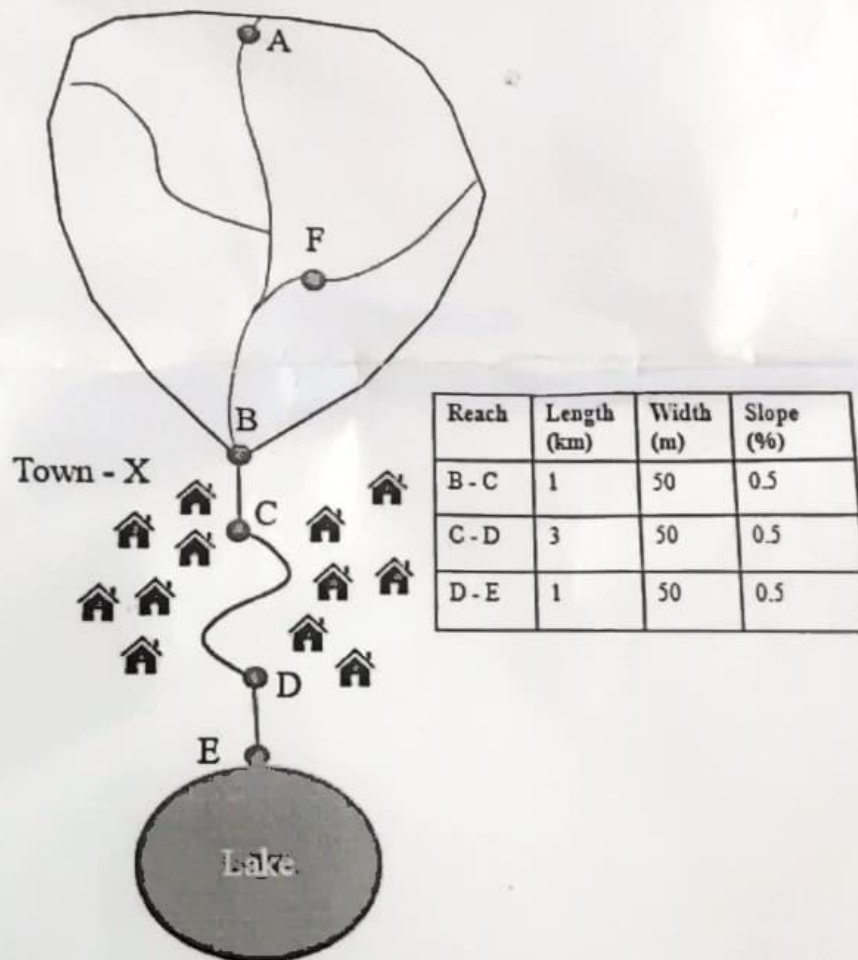 A
F
B
Town - X
C
D
E
Lake
Reach Length (km) Width (m) Slope (%)
B - C 1 50 0.5
C - D 3 50 0.5
D - E 1 50 0.5